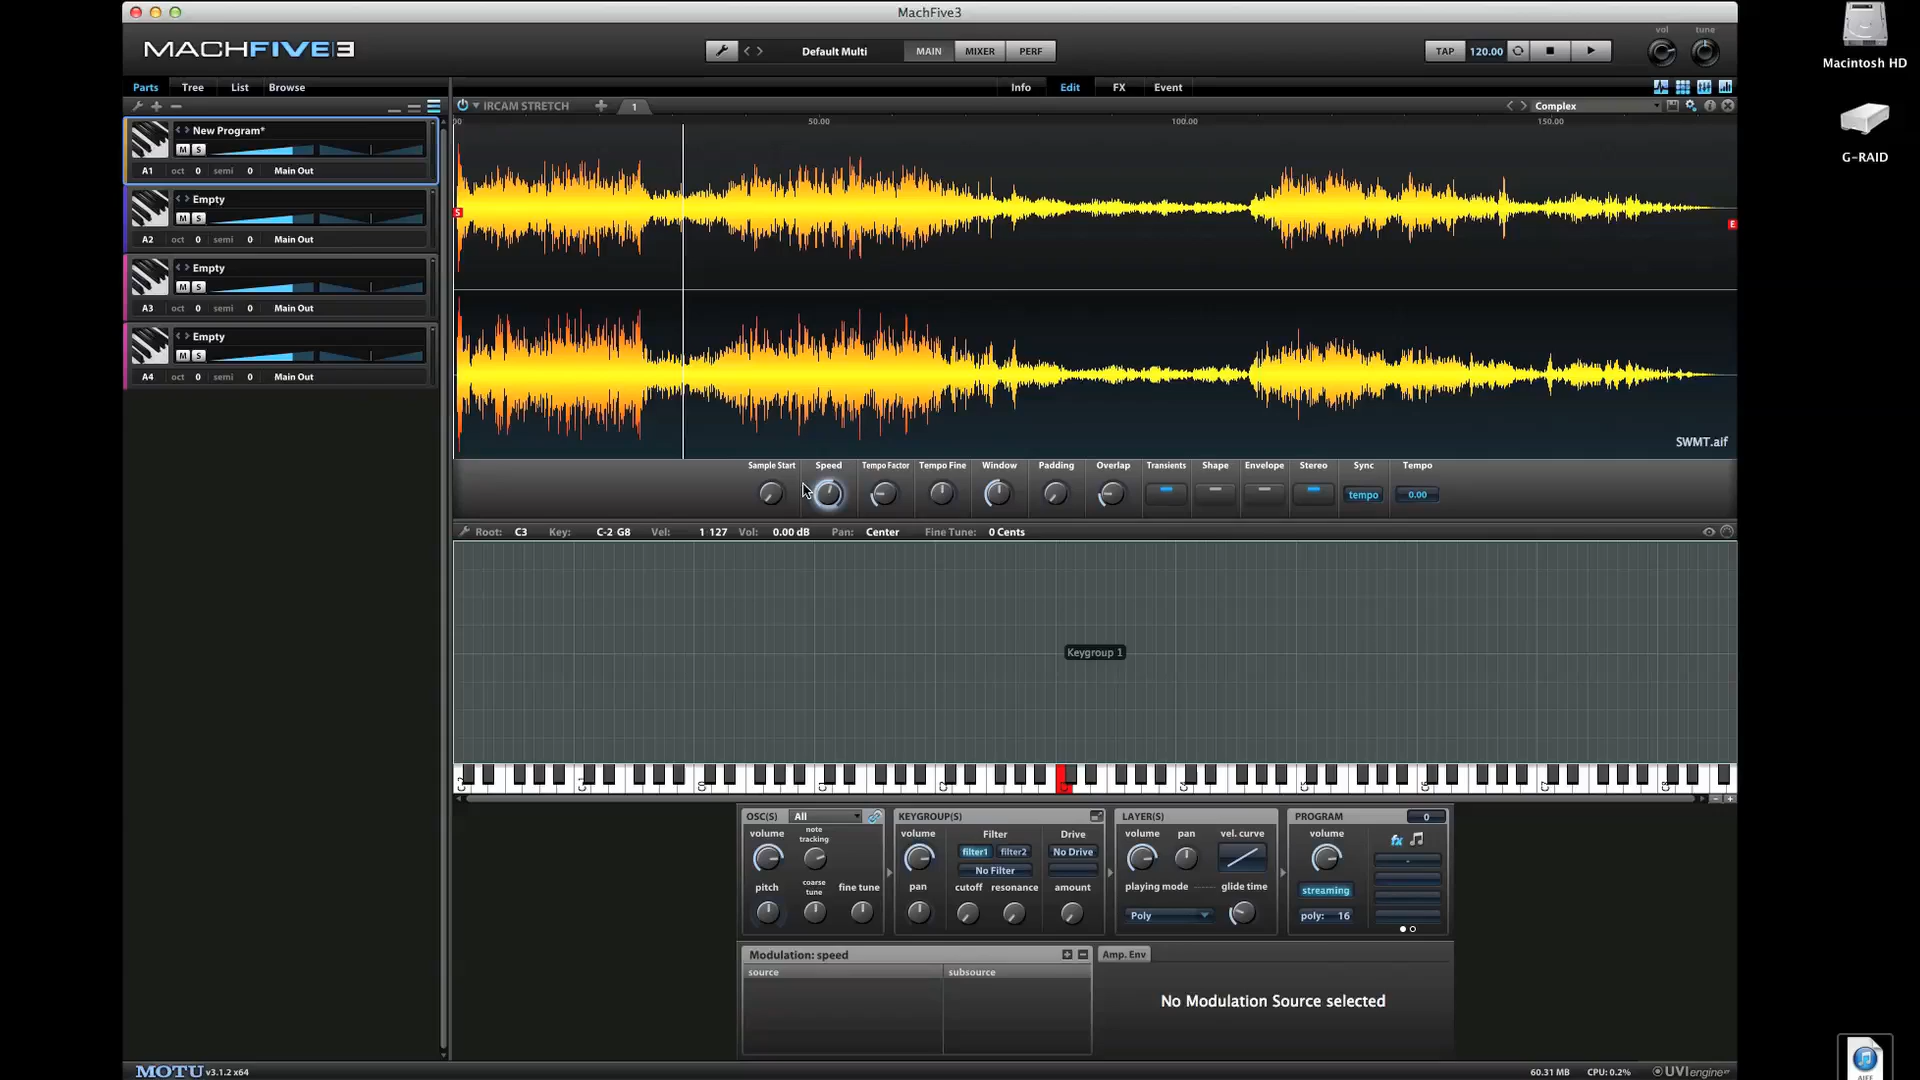 MachFive3
MACHFIVE3
Default Multi
MAIN
MIXER
PERF
TAP
120.00
vol
tune
Macintosh HD
G-RAID
Parts
Tree
List
Browse
Info
Edit
FX
Event
IRCAM STRETCH
1
Complex
New Program*
M S
A1 oct 0 semi 0 Main Out
Empty
M S
A2 oct 0 semi 0 Main Out
Empty
M S
A3 oct 0 semi 0 Main Out
Empty
M S
A4 oct 0 semi 0 Main Out
50.00
100.00
150.00
S
E
SWMT.aif
Sample Start
Speed
Tempo Factor
Tempo Fine
Window
Padding
Overlap
Transients
Shape
Envelope
Stereo
Sync
Tempo
tempo
0.00
Root: C3 Key: C-2 G8 Vel: 1 127 Vol: 0.00 dB Pan: Center Fine Tune: 0 Cents
Keygroup 1
OSC(S)
All
volume
note tracking
pitch
coarse tune
fine tune
KEYGROUP(S)
volume
Filter
Drive
filter1
filter2
No Drive
No Filter
pan
cutoff
resonance
amount
LAYER(S)
volume
pan
vel. curve
playing mode
glide time
Poly
PROGRAM
0
volume
fx
streaming
poly: 16
Modulation: speed
source
subsource
Amp. Env
No Modulation Source selected
MOTU v3.1.2 x64
60.31 MB
CPU: 0.2%
UVIengine